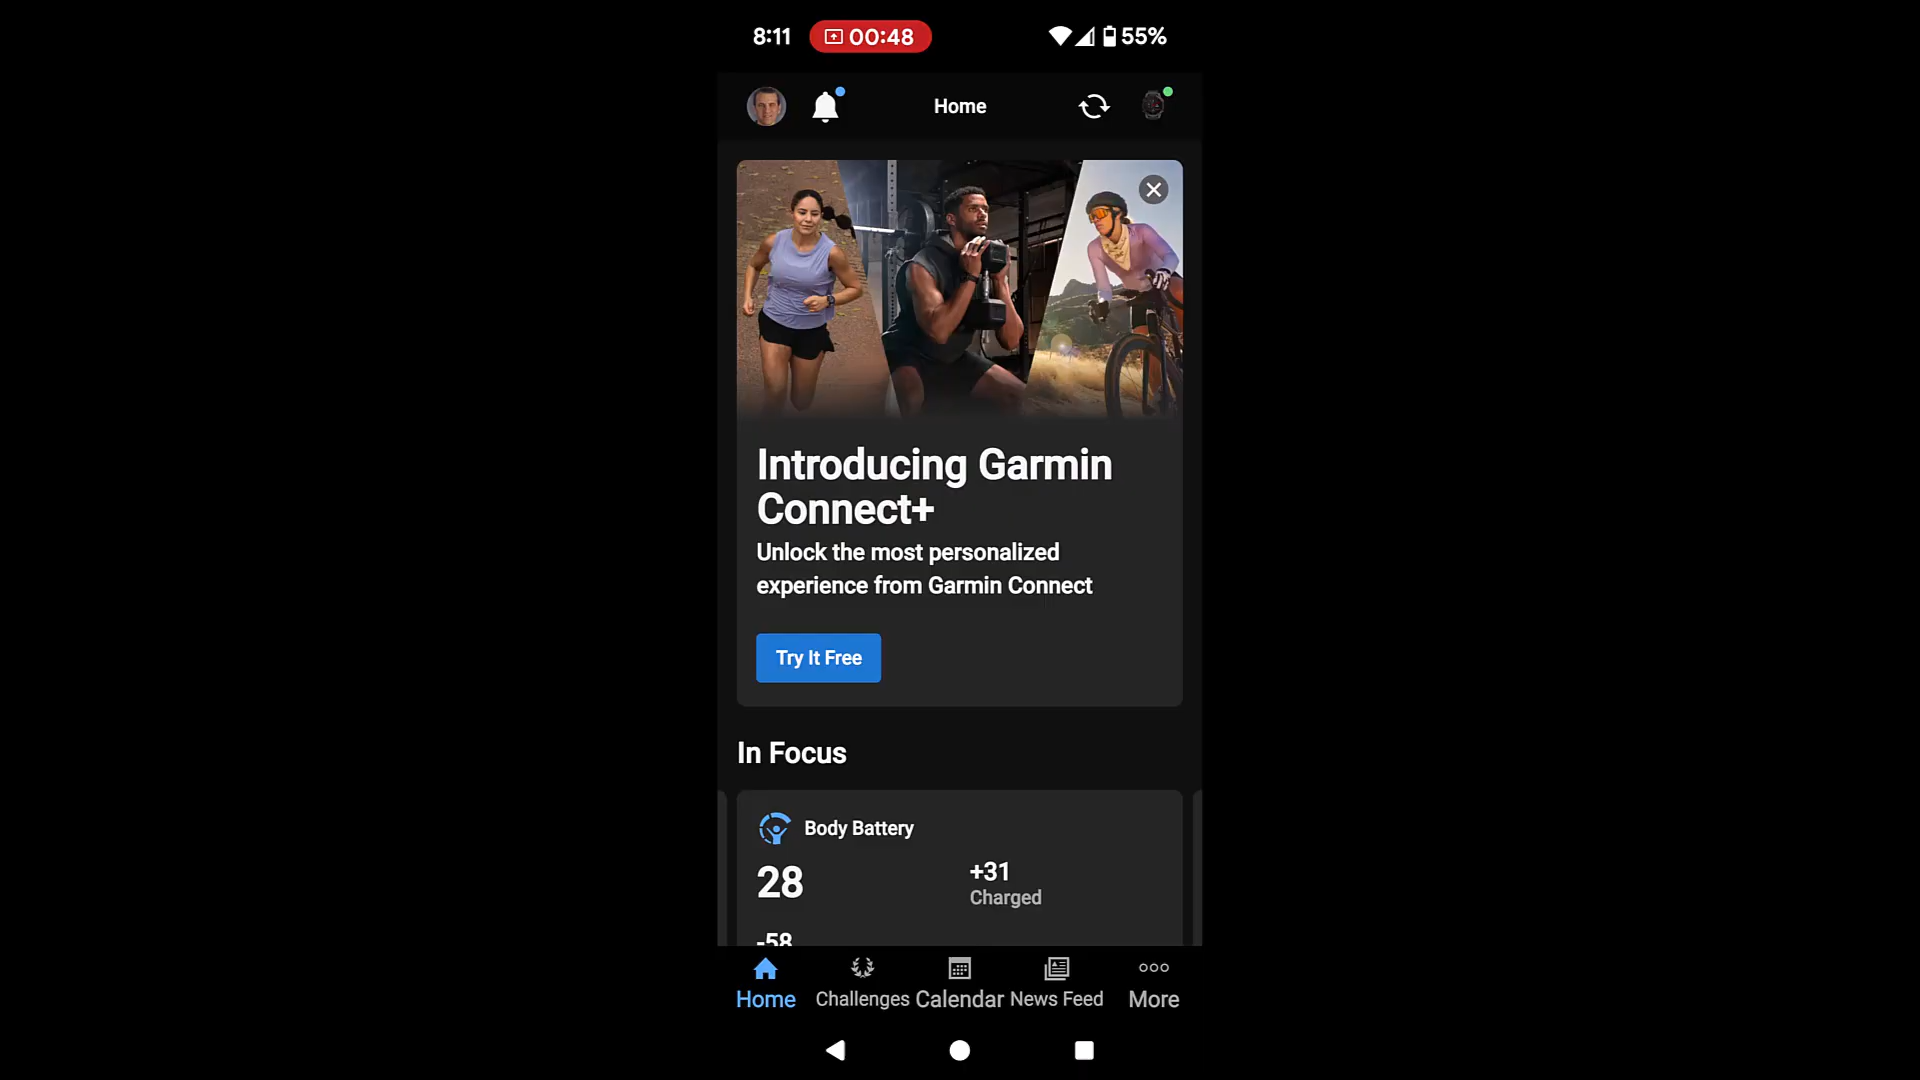 8:11
00:48
55%
Home
Introducing Garmin
Connect+
Unlock the most personalized
experience from Garmin Connect
Try It Free
In Focus
Body Battery
28
+31
Charged
-58
Home
Challenges
Calendar
News Feed
More